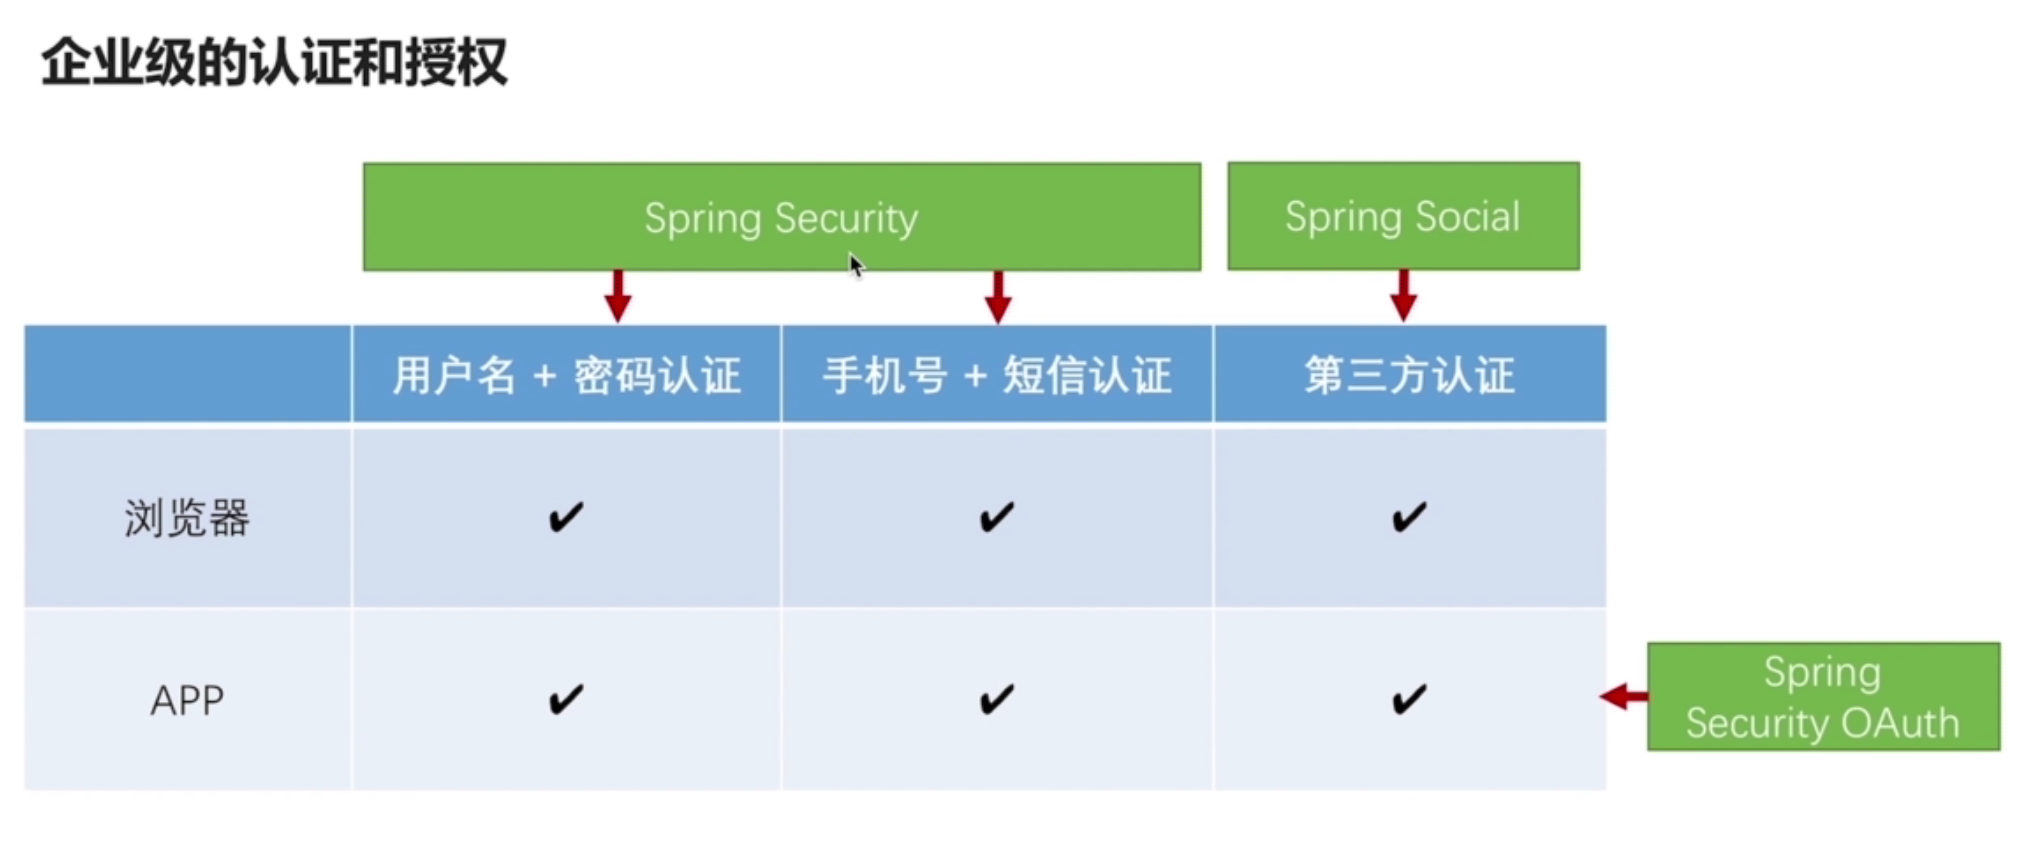 企业级的认证和授权
Spring Security
Spring Social
用户名 + 密码认证
手机号 + 短信认证
第三方认证
浏览器
✔
✔
✔
APP
✔
✔
✔
Spring
Security OAuth